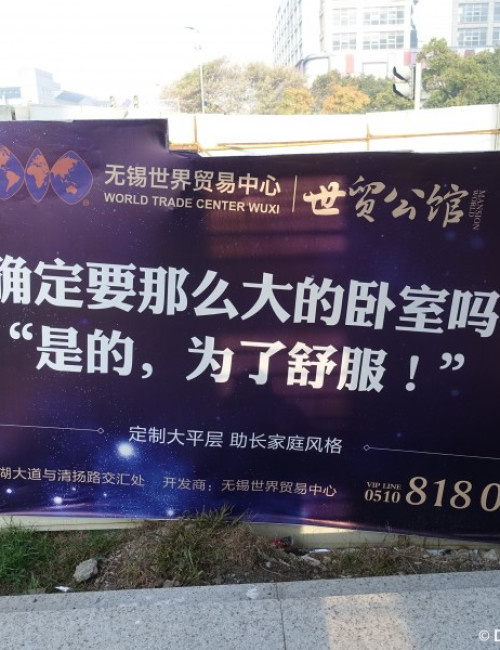 无锡世界贸易中心
WORLD TRADE CENTER WUXI
世贸公馆
MANSION WORLD
确定要那么大的卧室吗
“是的，为了舒服！”
定制大平层 助长家庭风格
湖大道与清扬路交汇处 开发商：无锡世界贸易中心
VIP LINE
0510 8180
© D